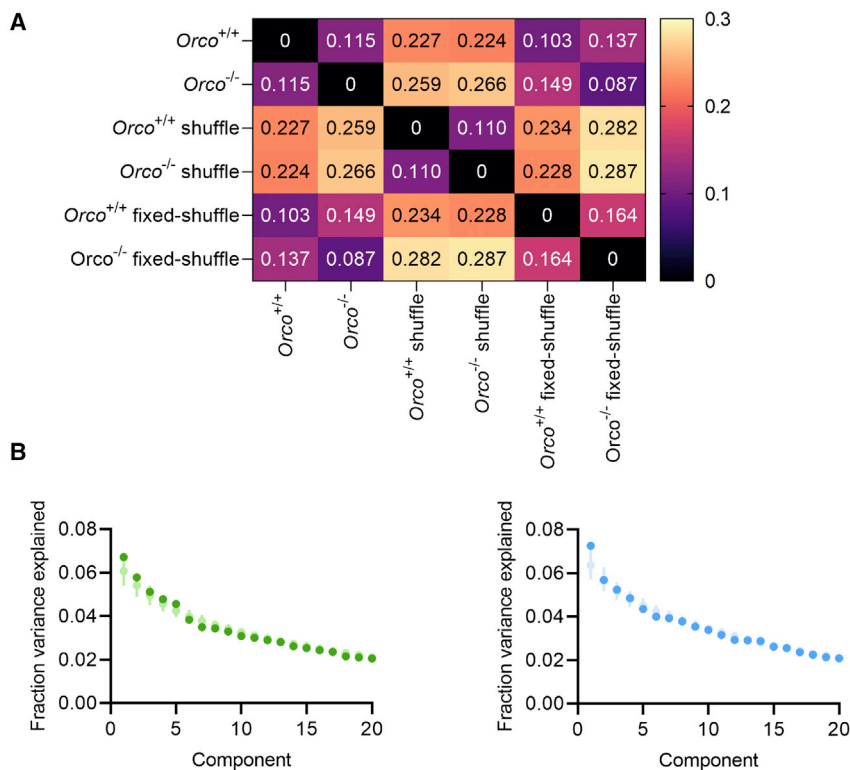 A
Orco+/+ 0 0.115 0.227 0.224 0.103 0.137
Orco-/- 0.115 0 0.259 0.266 0.149 0.087
Orco+/+ shuffle 0.227 0.259 0 0.110 0.234 0.282
Orco-/- shuffle 0.224 0.266 0.110 0 0.228 0.287
Orco+/+ fixed-shuffle 0.103 0.149 0.234 0.228 0 0.164
Orco-/- fixed-shuffle 0.137 0.087 0.282 0.287 0.164 0
0.3
0.2
0.1
0
Orco+/+
Orco-/-
Orco+/+ shuffle
Orco-/- shuffle
Orco+/+ fixed-shuffle
Orco-/- fixed-shuffle
B
Fraction variance explained
0.08
0.06
0.04
0.02
0.00
0 5 10 15 20
Component
Fraction variance explained
0.08
0.06
0.04
0.02
0.00
0 5 10 15 20
Component